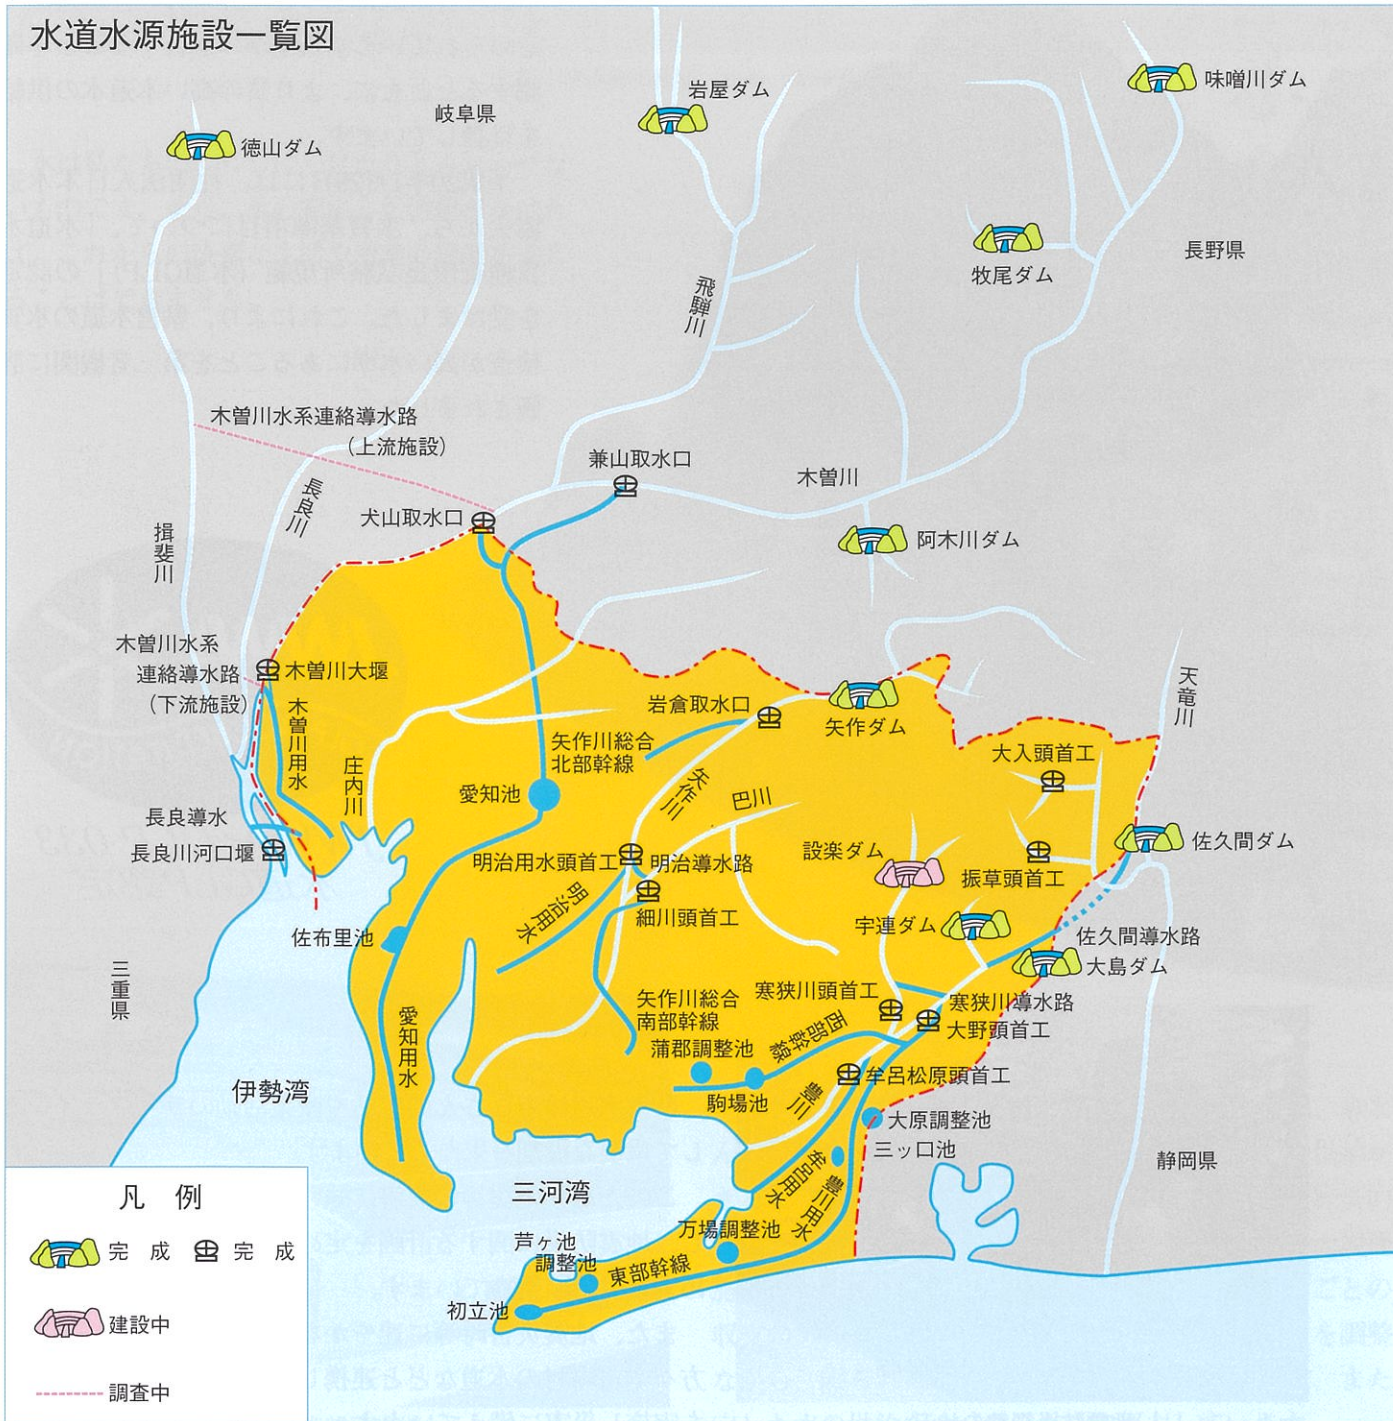 水道水源施設一覧図
岐阜県
岩屋ダム
味噌川ダム
徳山ダム
長野県
牧尾ダム
飛騨川
木曽川水系連絡導水路
（上流施設）
兼山取水口
木曽川
長良川
犬山取水口
揖斐川
阿木川ダム
木曽川水系
連絡導水路
（下流施設）
木曽川大堰
木曽川用水
岩倉取水口
矢作ダム
天竜川
矢作川総合
北部幹線
大入頭首工
庄内川
愛知池
矢作川
巴川
長良導水
長良川河口堰
明治用水頭首工
明治導水路
設楽ダム
佐久間ダム
振草頭首工
明治用水
細川頭首工
宇連ダム
佐布里池
佐久間導水路
大島ダム
三重県
矢作川総合
南部幹線
寒狭川頭首工
寒狭川導水路
大野頭首工
愛知用水
西部幹線
蒲郡調整池
駒場池
牟呂松原頭首工
豊川
伊勢湾
大原調整池
三ッ口池
静岡県
三河湾
牟呂用水
豊川用水
万場調整池
芦ヶ池
調整池
東部幹線
初立池
凡 例
完 成
完 成
建設中
調査中